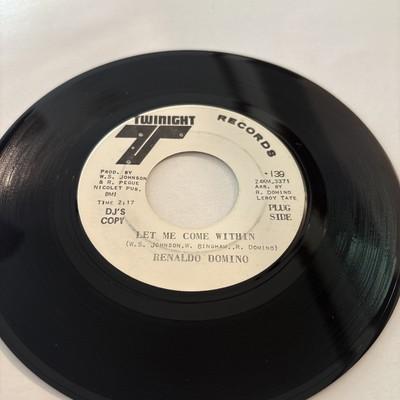 TWINIGHT
RECORDS
T
PROD. BY
W.S. JOHNSON
& R. PEGUE
NICOLET PUB.
BMI
TIME 2:17
DJ'S
COPY
139
ARR. BY
R. DOMINO
LEROY TATE
PLUG
SIDE
LET ME COME WITHIN
(W.S. JOHNSON,W. BINGHAM,,R. DOMINO)
RENALDO DOMINO